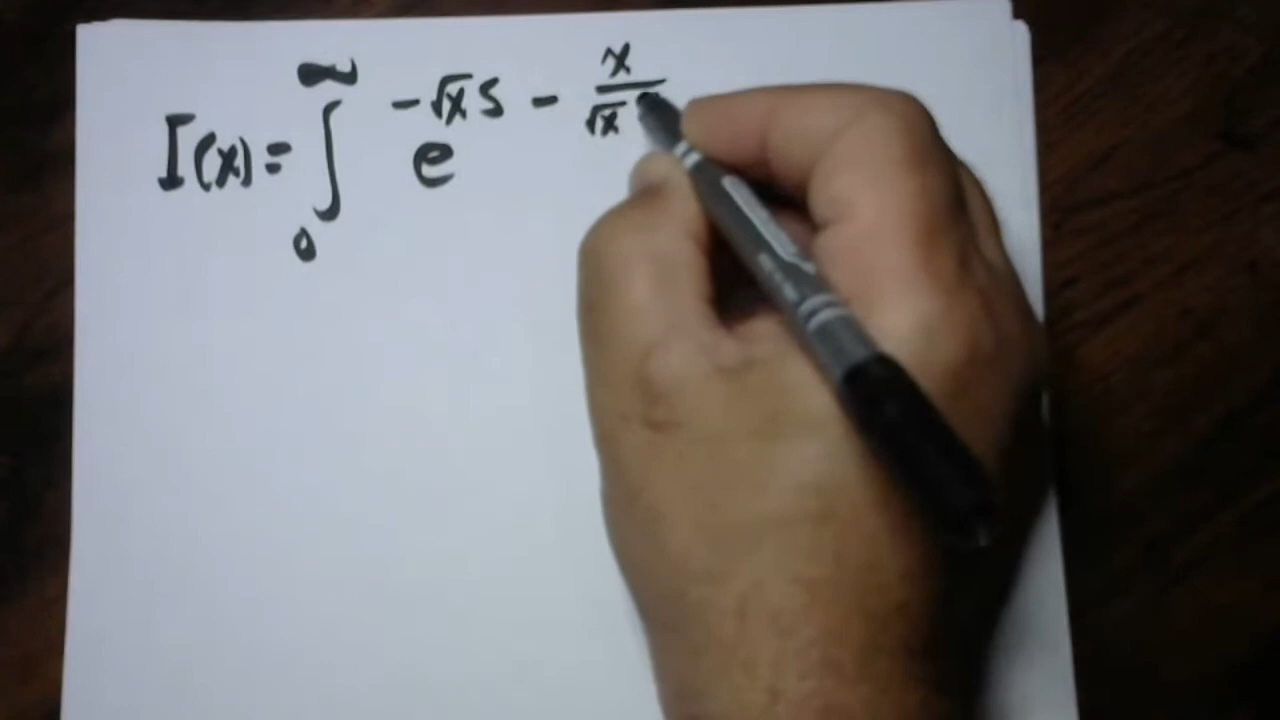 I(x) = ∫₀^∞ e^{-√x s - x/√x}